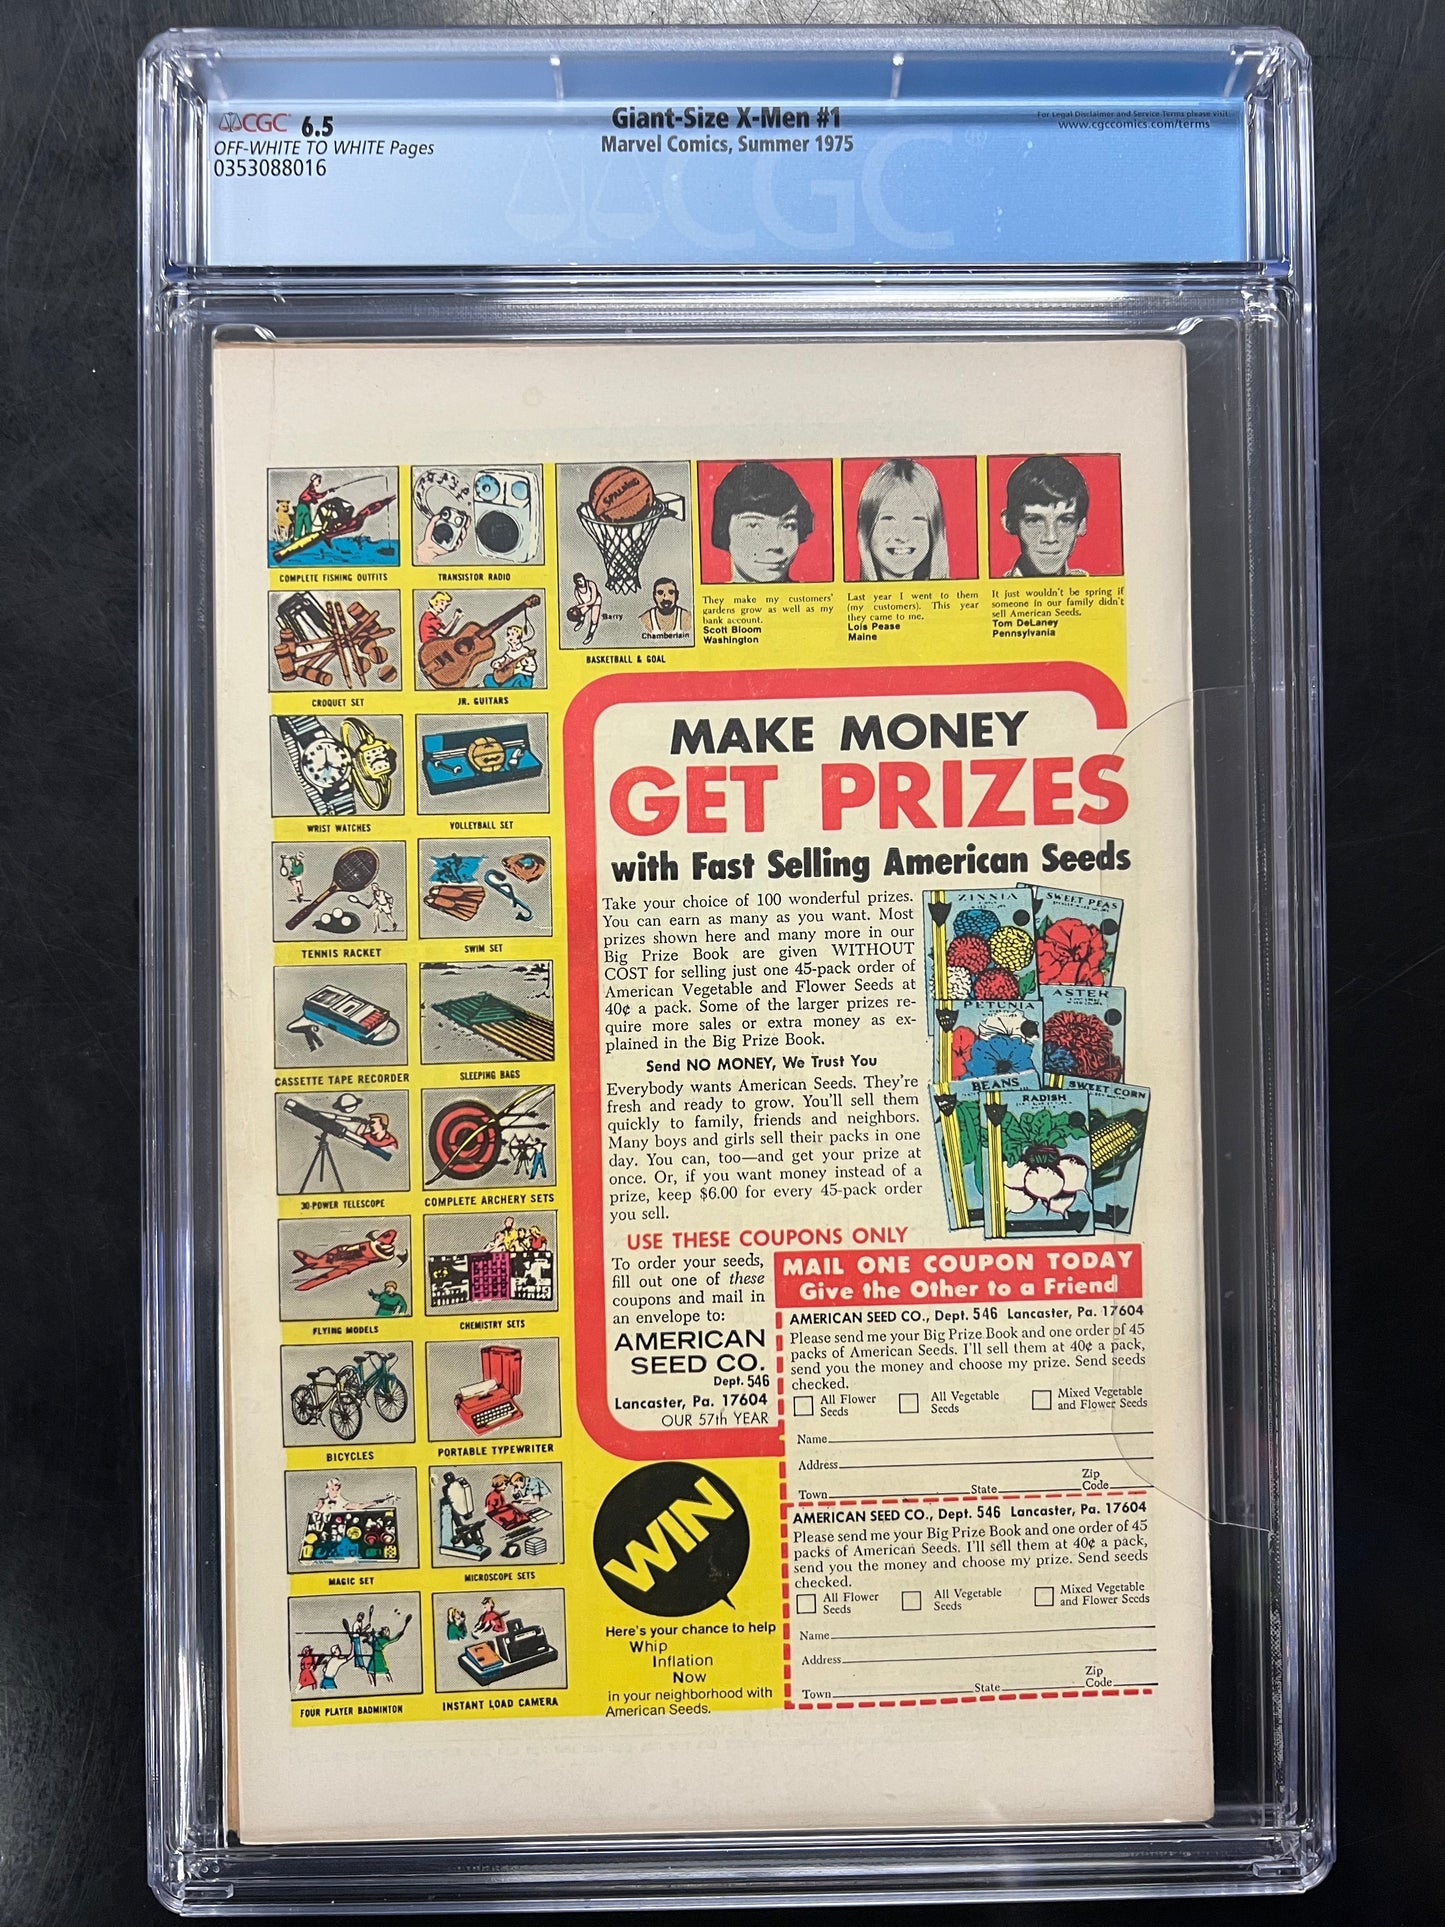 CGC 6.5
OFF-WHITE TO WHITE Pages
0353088016
Giant-Size X-Men #1
Marvel Comics, Summer 1975
For Legal Disclaimer and Service Terms please visit:
www.cgccomics.com/terms
CGC
COMPLETE FISHING OUTFITS
TRANSISTOR RADIO
SPALDING
Barry
Chamberlain
BASKETBALL & GOAL
CROQUET SET
JR. GUITARS
WRIST WATCHES
VOLLEYBALL SET
TENNIS RACKET
SWIM SET
CASSETTE TAPE RECORDER
SLEEPING BAGS
30-POWER TELESCOPE
COMPLETE ARCHERY SETS
FLYING MODELS
CHEMISTRY SETS
BICYCLES
PORTABLE TYPEWRITER
MAGIC SET
MICROSCOPE SETS
FOUR PLAYER BADMINTON
INSTANT LOAD CAMERA
They make my customers'
gardens grow as well as my
bank account.
Scott Bloom
Washington
Last year I went to them
(my customers). This year
they came to me.
Lois Pease
Maine
It just wouldn't be spring if
someone in our family didn't
sell American Seeds.
Tom DeLaney
Pennsylvania
MAKE MONEY
GET PRIZES
with Fast Selling American Seeds
Take your choice of 100 wonderful prizes.
You can earn as many as you want. Most
prizes shown here and many more in our
Big Prize Book are given WITHOUT
COST for selling just one 45-pack order of
American Vegetable and Flower Seeds at
40¢ a pack. Some of the larger prizes re-
quire more sales or extra money as ex-
plained in the Big Prize Book.
Send NO MONEY, We Trust You
Everybody wants American Seeds. They're
fresh and ready to grow. You'll sell them
quickly to family, friends and neighbors.
Many boys and girls sell their packs in one
day. You can, too—and get your prize at
once. Or, if you want money instead of a
prize, keep $6.00 for every 45-pack order
you sell.
ZINNIA
SWEET PEAS
PETUNIA
ASTER
BEANS
RADISH
SWEET CORN
USE THESE COUPONS ONLY
To order your seeds,
fill out one of these
coupons and mail in
an envelope to:
AMERICAN
SEED CO.
Dept. 546
Lancaster, Pa. 17604
OUR 57th YEAR
MAIL ONE COUPON TODAY
Give the Other to a Friend
AMERICAN SEED CO., Dept. 546 Lancaster, Pa. 17604
Please send me your Big Prize Book and one order of 45
packs of American Seeds. I'll sell them at 40¢ a pack,
send you the money and choose my prize. Send seeds
checked.
All Flower Seeds
All Vegetable Seeds
Mixed Vegetable and Flower Seeds
Name
Address
Town State Zip Code
AMERICAN SEED CO., Dept. 546 Lancaster, Pa. 17604
Please send me your Big Prize Book and one order of 45
packs of American Seeds. I'll sell them at 40¢ a pack,
send you the money and choose my prize. Send seeds
checked.
All Flower Seeds
All Vegetable Seeds
Mixed Vegetable and Flower Seeds
Name
Address
Town State Zip Code
WIN
Here's your chance to help
Whip
Inflation
Now
in your neighborhood with
American Seeds.